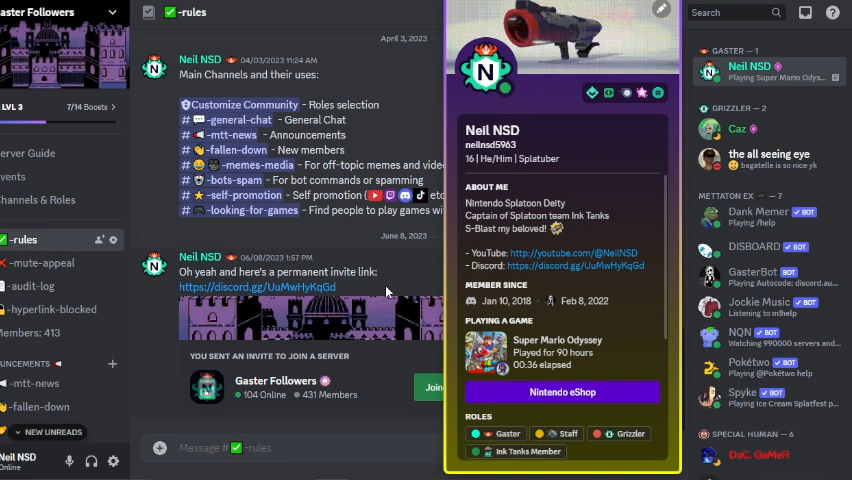 aster Followers
LVL 3
7/14 Boosts
erver Guide
vents
hannels & Roles
-rules
-mute-appeal
-audit-log
-hyperlink-blocked
Members: 413
UNCEMENTS
-mtt-news
-fallen-down
NEW UNREADS
Neil NSD
Online
-rules
April 3, 2023
Neil NSD 04/03/2023 11:24 AM
Main Channels and their uses:
Customize Community - Roles selection
# -general-chat - General Chat
# -mtt-news - Announcements
# -fallen-down - New members
# -memes-media - For off-topic memes and video
# -bots-spam - For bot commands or spamming
# -self-promotion - Self promotion ( etc
# -looking-for-games - Find people to play games wi
June 8, 2023
Neil NSD 06/08/2023 1:57 PM
Oh yeah and here's a permanent invite link:
https://discord.gg/UuMwHyKqGd
YOU SENT AN INVITE TO JOIN A SERVER
Gaster Followers
104 Online 431 Members
Join
Message # -rules
N
Neil NSD
neilnsd5963
16 | He/Him | Splatuber
ABOUT ME
Nintendo Splatoon Deity
Captain of Splatoon team Ink Tanks
S-Blast my beloved!
- YouTube: http://youtube.com/@NeilNSD
- Discord: https://discord.gg/UuMwHyKqGd
MEMBER SINCE
Jan 10, 2018 Feb 8, 2022
PLAYING A GAME
Super Mario Odyssey
Played for 90 hours
00:36 elapsed
Nintendo eShop
ROLES
Gaster Staff Grizzler
Ink Tanks Member
Search
GASTER — 1
Neil NSD
Playing Super Mario Odys...
GRIZZLER — 2
Caz
the all seeing eye
bagatelle is so nice yk
METTATON EX — 7
Dank Memer BOT
/help
DISBOARD BOT
GasterBot BOT
Playing Autocode: discord.au...
Jockie Music BOT
Listening to m!help
NQN BOT
Watching 990000 servers and...
Pokétwo BOT
Playing @Pokétwo help
Spyke BOT
Playing Ice Cream Splatfest p...
SPECIAL HUMAN — 6
DoC. GaMeR